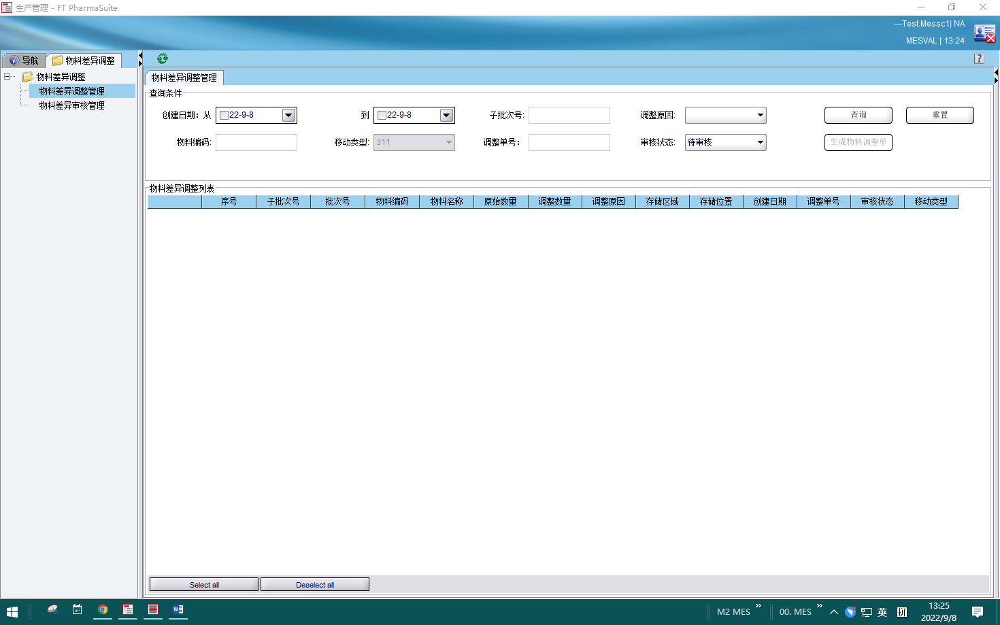 生产管理 - FT PharmaSuite
---Test.Messc1| NA
MESVAL | 13:24
导航
物料差异调整
物料差异调整
物料差异调整管理
物料差异审核管理
?
物料差异调整管理
查询条件
创建日期：从 22-9-8 到 22-9-8 子批次号: 调整原因: 查询 重置
物料编码: 移动类型: 311 调整单号： 审核状态: 待审核 生成物料调整单
物料差异调整列表
序号 子批次号 批次号 物料编码 物料名称 原始数量 调整数量 调整原因 存储区域 存储位置 创建日期 调整单号 审核状态 移动类型
Select all Deselect all
M2 MES » 00. MES » 英 拼
13:25
2022/9/8